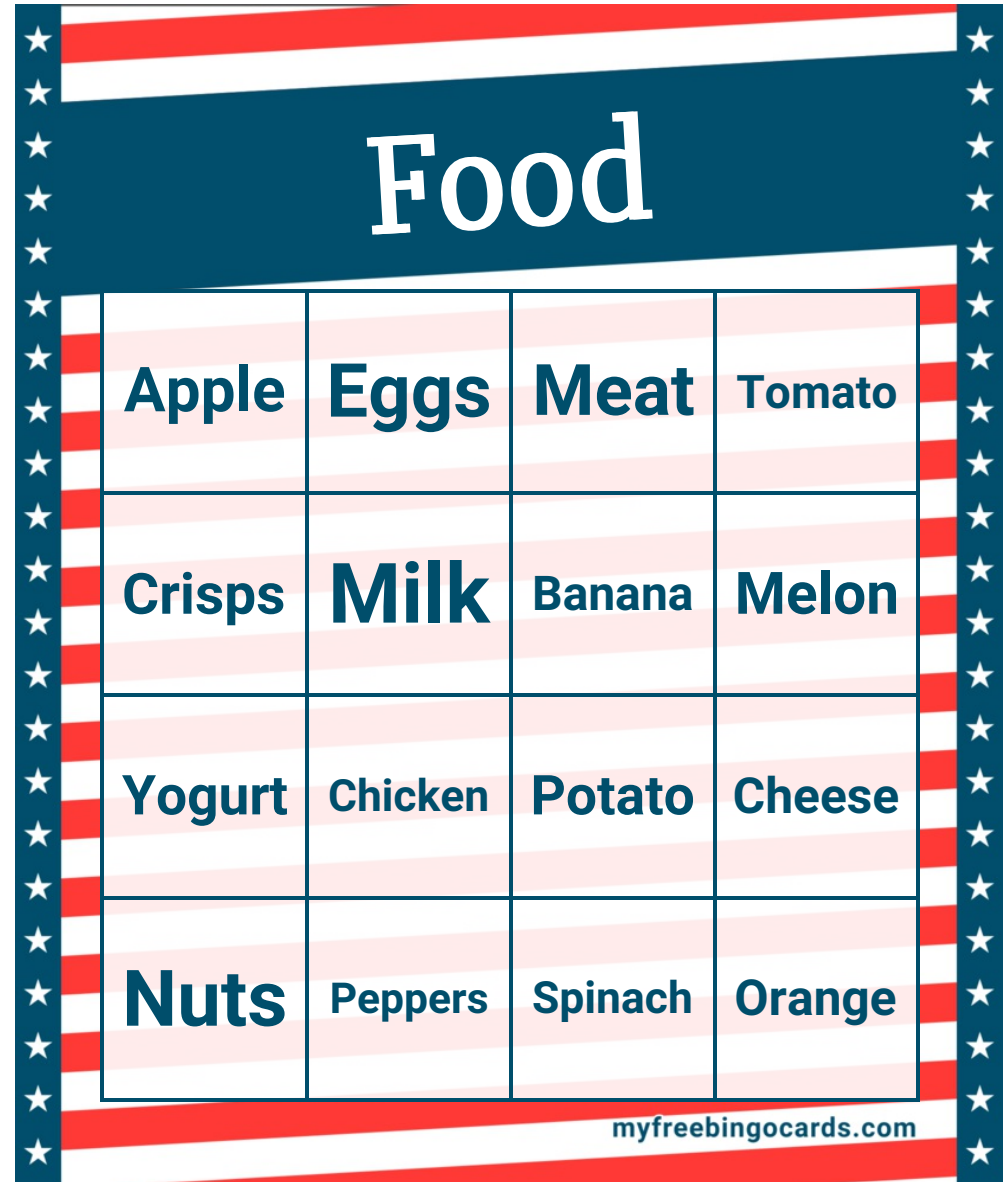 Food
Apple Eggs Meat Tomato
Crisps Milk Banana Melon
Yogurt Chicken Potato Cheese
Nuts Peppers Spinach Orange
myfreebingocards.com